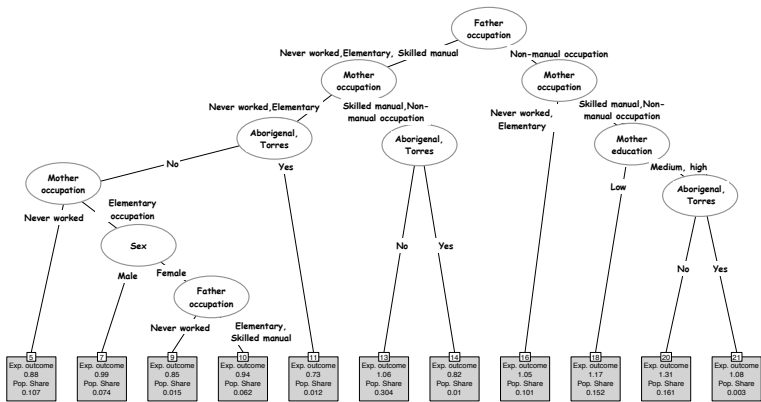 Father
occupation
Never worked,Elementary, Skilled manual
Non-manual occupation
Mother
occupation
Mother
occupation
Never worked,Elementary
Skilled manual,Non-
manual occupation
Never worked,
Elementary
Skilled manual,Non-
manual occupation
Aborigenal,
Torres
Aborigenal,
Torres
Mother
education
No
Yes
Low
Medium, high
Mother
occupation
Aborigenal,
Torres
Never worked
Elementary
occupation
Sex
No
Yes
No
Yes
Male
Female
Father
occupation
Never worked
Elementary,
Skilled manual
5
Exp. outcome
0.88
Pop. Share
0.107
7
Exp. outcome
0.99
Pop. Share
0.074
9
Exp. outcome
0.85
Pop. Share
0.015
10
Exp. outcome
0.94
Pop. Share
0.062
11
Exp. outcome
0.73
Pop. Share
0.012
13
Exp. outcome
1.06
Pop. Share
0.304
14
Exp. outcome
0.82
Pop. Share
0.01
16
Exp. outcome
1.05
Pop. Share
0.101
18
Exp. outcome
1.17
Pop. Share
0.152
20
Exp. outcome
1.31
Pop. Share
0.161
21
Exp. outcome
1.08
Pop. Share
0.003